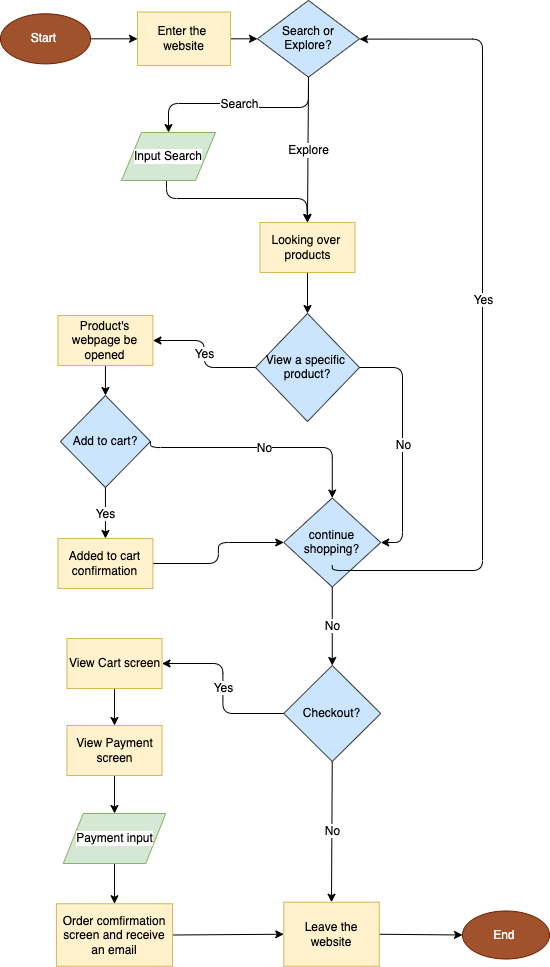 Start
Enter the
website
Search or
Explore?
Search
Input Search
Explore
Looking over
products
Yes
View a specific
product?
Product's
webpage be
opened
Yes
No
Add to cart?
No
Yes
continue
shopping?
Added to cart
confirmation
No
View Cart screen
Yes
Checkout?
View Payment
screen
Payment input
No
Order comfirmation
screen and receive
an email
Leave the
website
End